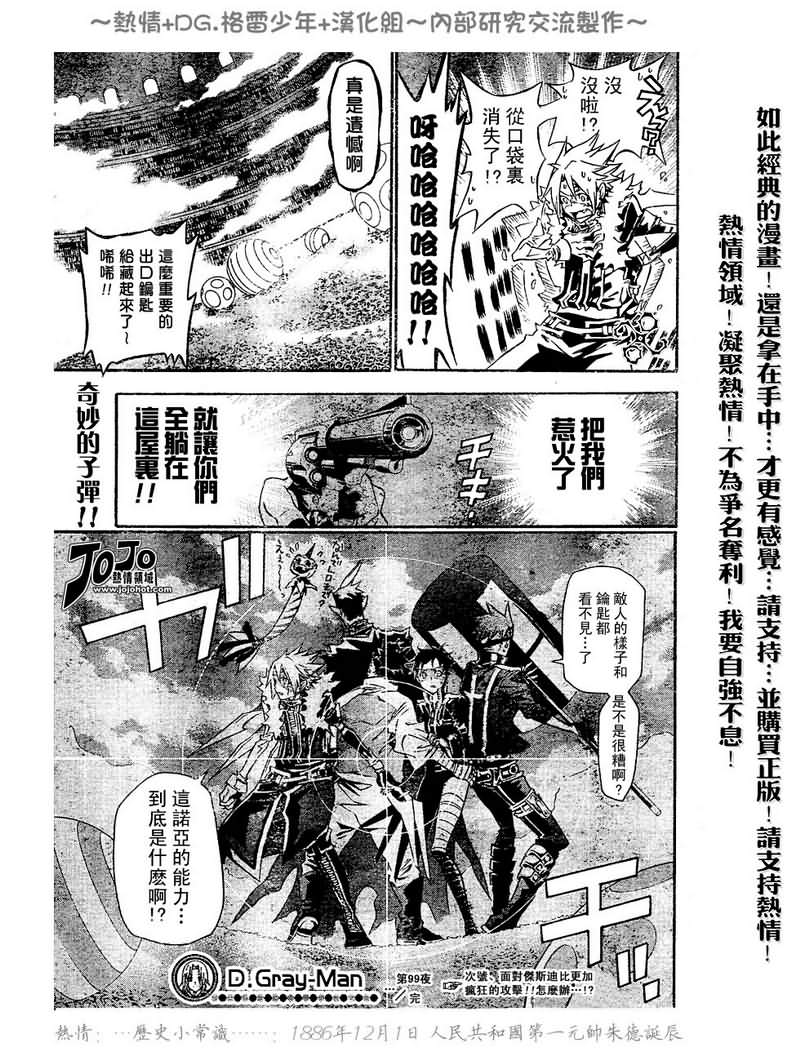 ～熱情+DG.格雷少年+漢化組～內部研究交流製作～
沒
沒啦!?
從口袋裏
消失了!?
呀哈哈哈哈哈哈!!
真是遺憾啊
這麼重要的
出口鑰匙
給藏起來了～
唏唏!!
把我們
惹火了
就讓你們
全躺在
這屋裏!!
奇妙的子彈!!
JOJO
熱情領域
www.jojohot.com
敵人的樣子和
鑰匙都
看不見…了
是不是很糟啊?
這諾亞的能力…
到底是什麽啊!?
D.Gray-Man
第99夜
…/完
次號、面對傑斯迪比更加
瘋狂的攻擊!!怎麽辦…!?
如此經典的漫畫！還是拿在手中…才更有感覺…請支持…並購買正版！請支持熱情！
熱情領域！凝聚熱情！不為爭名奪利！我要自強不息！
熱情：…歷史小常識……：1886年12月1日 人民共和國第一元帥朱德誕辰